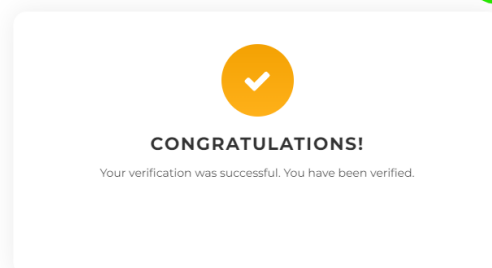 CONGRATULATIONS!
Your verification was successful. You have been verified.